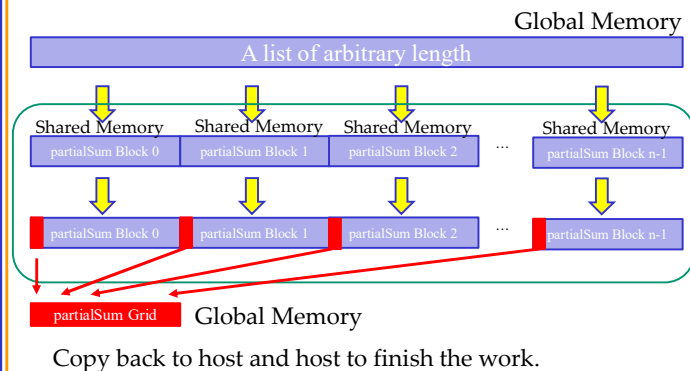 Global Memory
A list of arbitrary length
Shared Memory Shared Memory Shared Memory Shared Memory
partialSum Block 0 partialSum Block 1 partialSum Block 2 ... partialSum Block n-1
partialSum Block 0 partialSum Block 1 partialSum Block 2 ... partialSum Block n-1
partialSum Grid Global Memory
Copy back to host and host to finish the work.